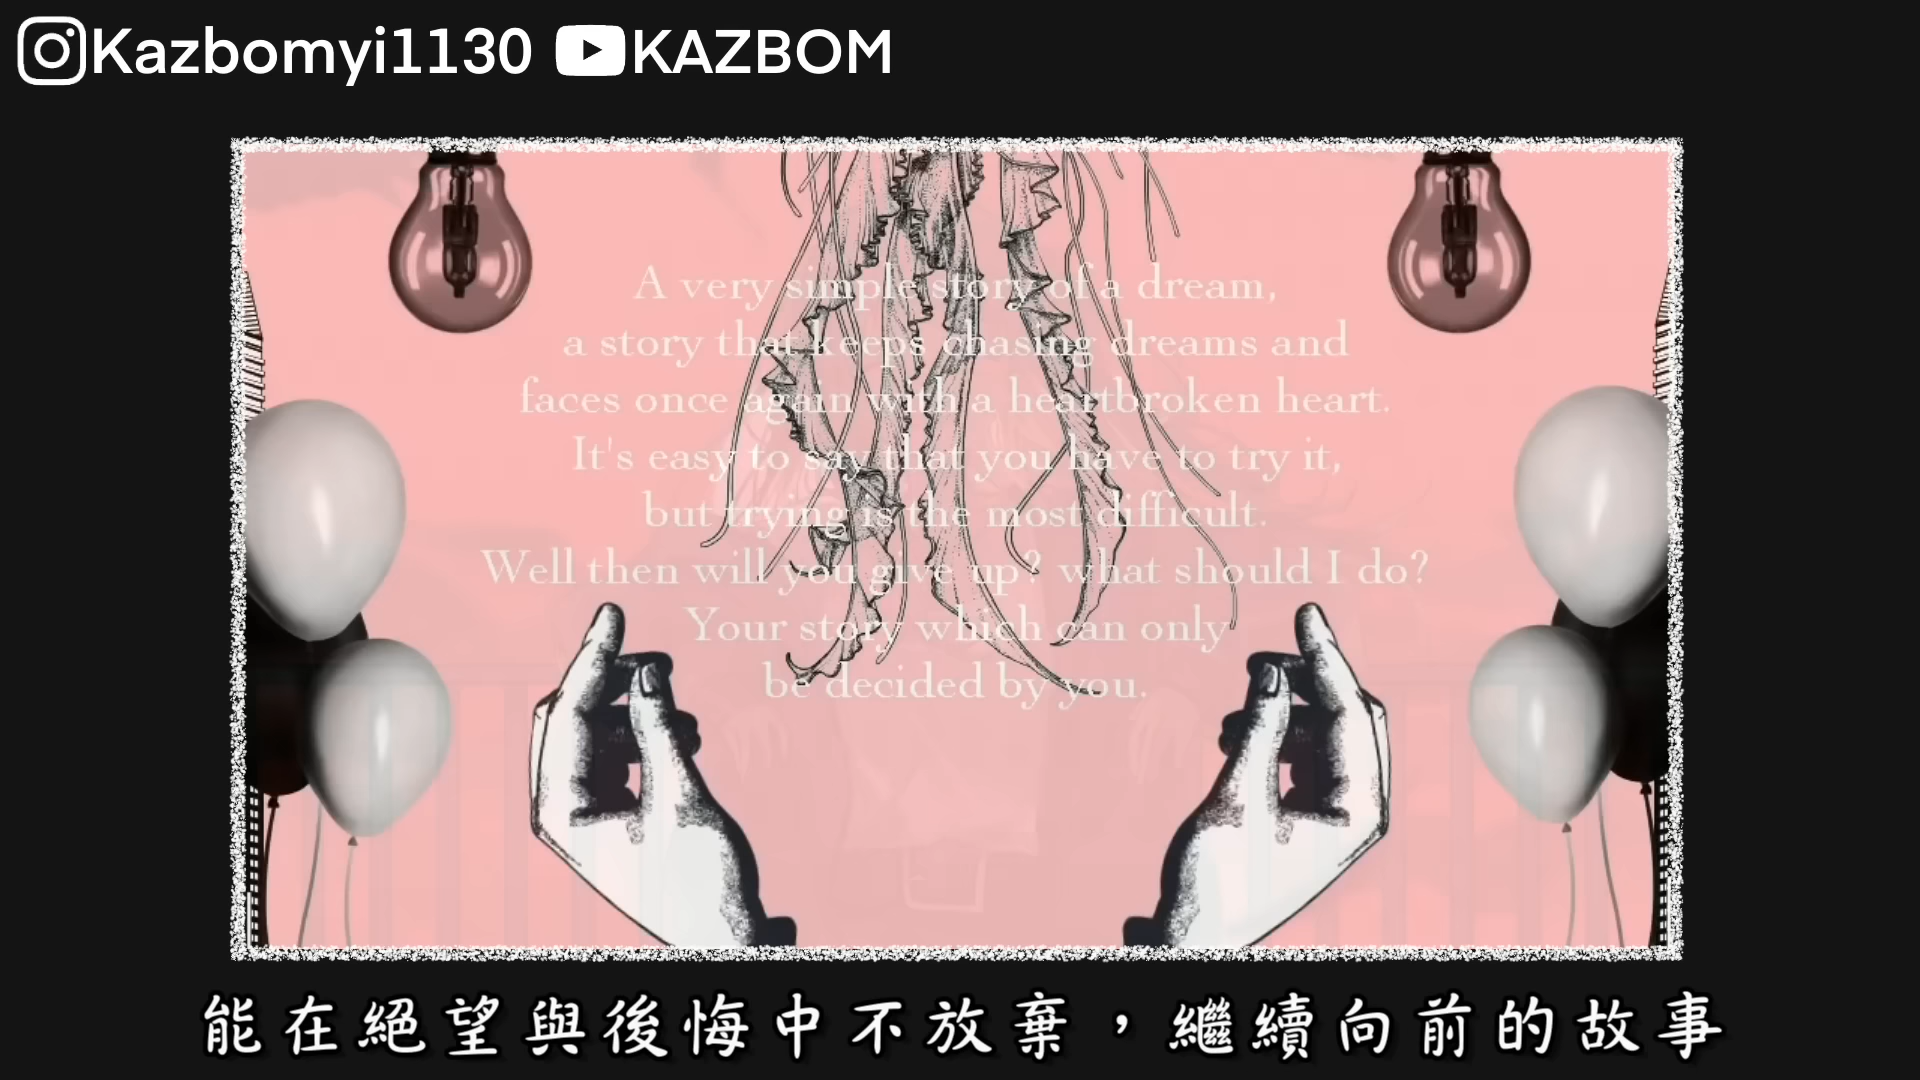 Kazbomyi1130 KAZBOM
A very simple story of a dream,
a story that keeps chasing dreams and
faces once again with a heartbroken heart.
It's easy to say that you have to try it,
but trying is the most difficult.
Well then will you give up? what should I do?
Your story which can only
be decided by you.
能在絕望與後悔中不放棄，繼續向前的故事